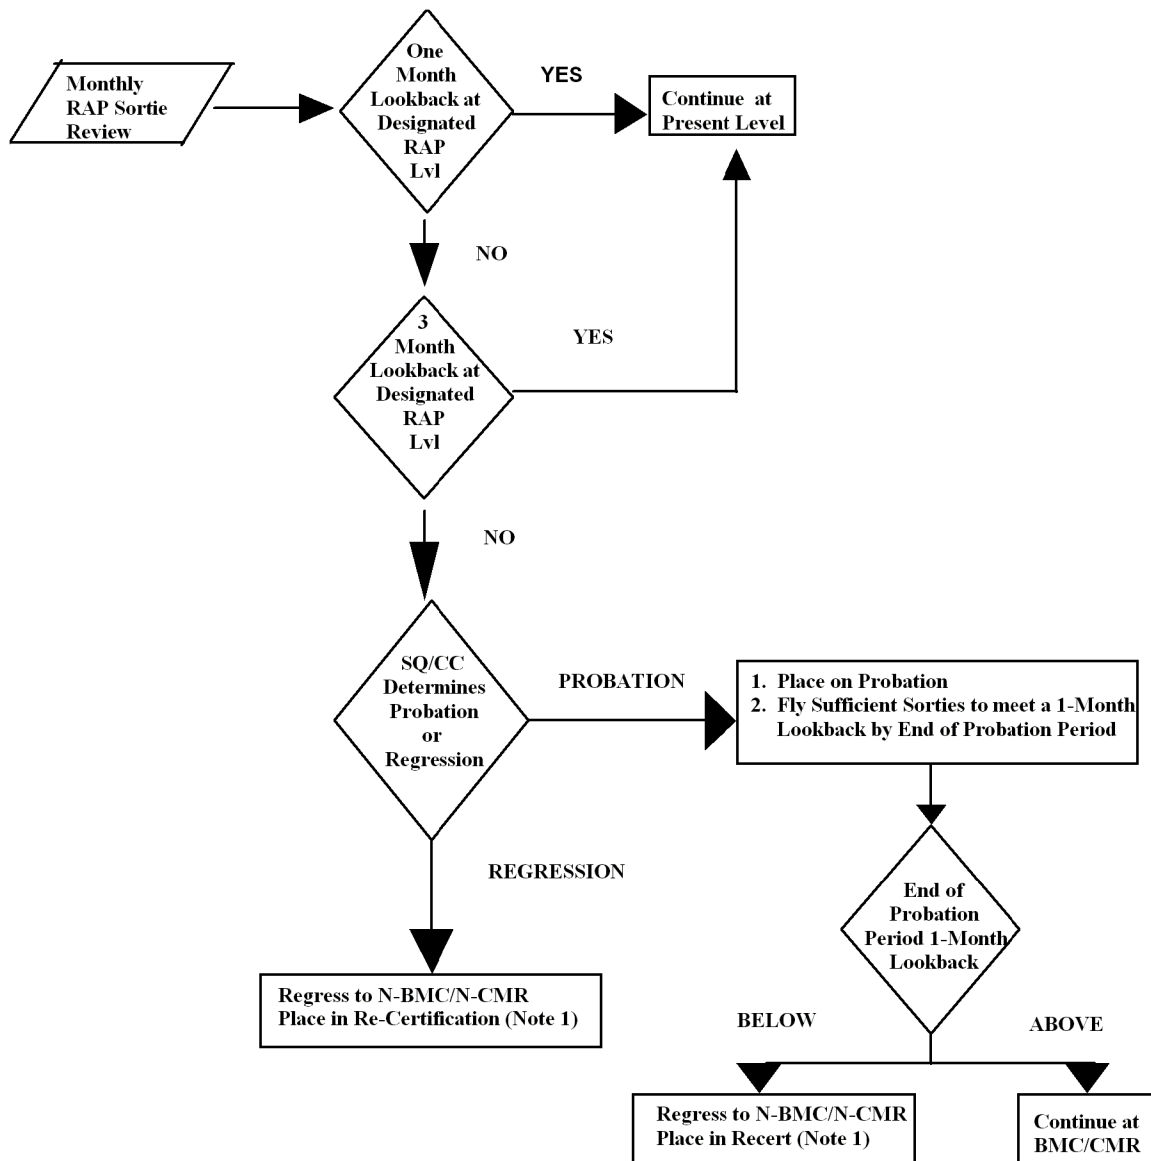 Monthly
RAP Sortie
Review
One
Month
Lookback at
Designated
RAP
Lvl
YES
Continue at
Present Level
NO
3
Month
Lookback at
Designated
RAP
Lvl
YES
NO
SQ/CC
Determines
Probation
or
Regression
PROBATION
1. Place on Probation
2. Fly Sufficient Sorties to meet a 1-Month
Lookback by End of Probation Period
REGRESSION
End of
Probation
Period 1-Month
Lookback
Regress to N-BMC/N-CMR
Place in Re-Certification (Note 1)
BELOW
ABOVE
Regress to N-BMC/N-CMR
Place in Recert (Note 1)
Continue at
BMC/CMR